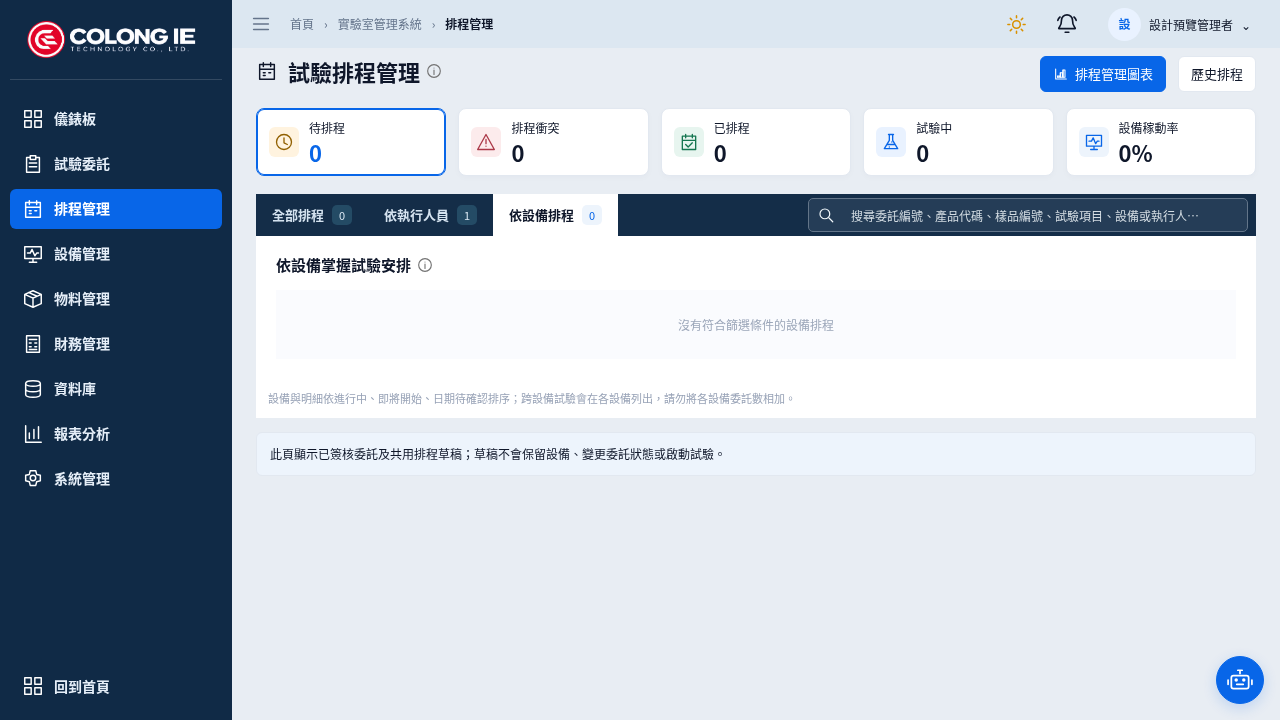 COLONG IE
TECHNOLOGY CO., LTD.
儀錶板
試驗委託
排程管理
設備管理
物料管理
財務管理
資料庫
報表分析
系統管理
回到首頁
首頁 › 實驗室管理系統 › 排程管理
設 設計預覽管理者
試驗排程管理
排程管理圖表
歷史排程
待排程
0
排程衝突
0
已排程
0
試驗中
0
設備稼動率
0%
全部排程 0
依執行人員 1
依設備排程 0
搜尋委託編號、產品代碼、樣品編號、試驗項目、設備或執行人…
依設備掌握試驗安排
沒有符合篩選條件的設備排程
設備與明細依進行中、即將開始、日期待確認排序；跨設備試驗會在各設備列出，請勿將各設備委託數相加。
此頁顯示已簽核委託及共用排程草稿；草稿不會保留設備、變更委託狀態或啟動試驗。